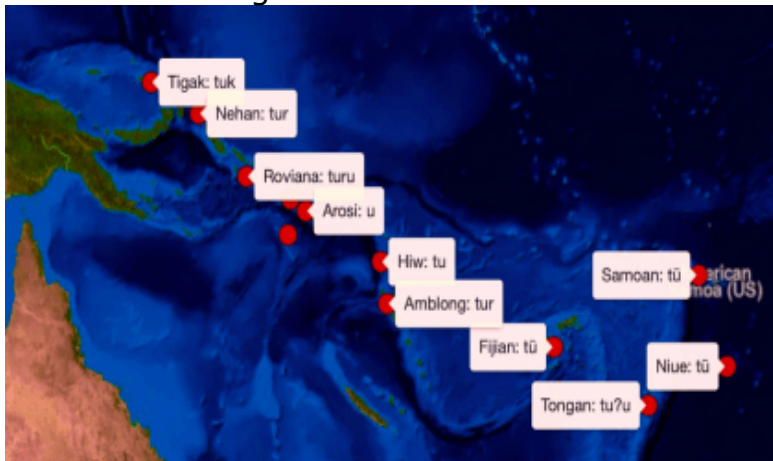 Tigak: tuk
Nehan: tur
Roviana: turu
Arosi: u
Hiw: tu
Samoan: tū
Amblong: tur
Fijian: tū
Niue: tū
Tongan: tu?u
(US)